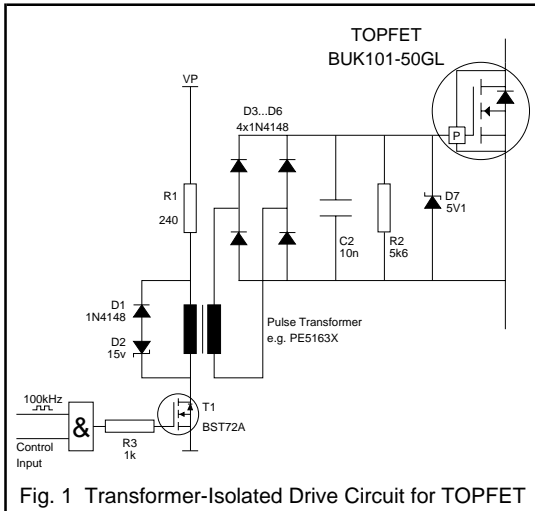 TOPFET
BUK101-50GL
VP
D3...D6
4x1N4148
P
R1
240
D7
5V1
C2
10n
R2
5k6
D1
1N4148
D2
15v
Pulse Transformer
e.g. PE5163X
100kHz
&
T1
BST72A
R3
1k
Control
Input
Fig. 1 Transformer-Isolated Drive Circuit for TOPFET